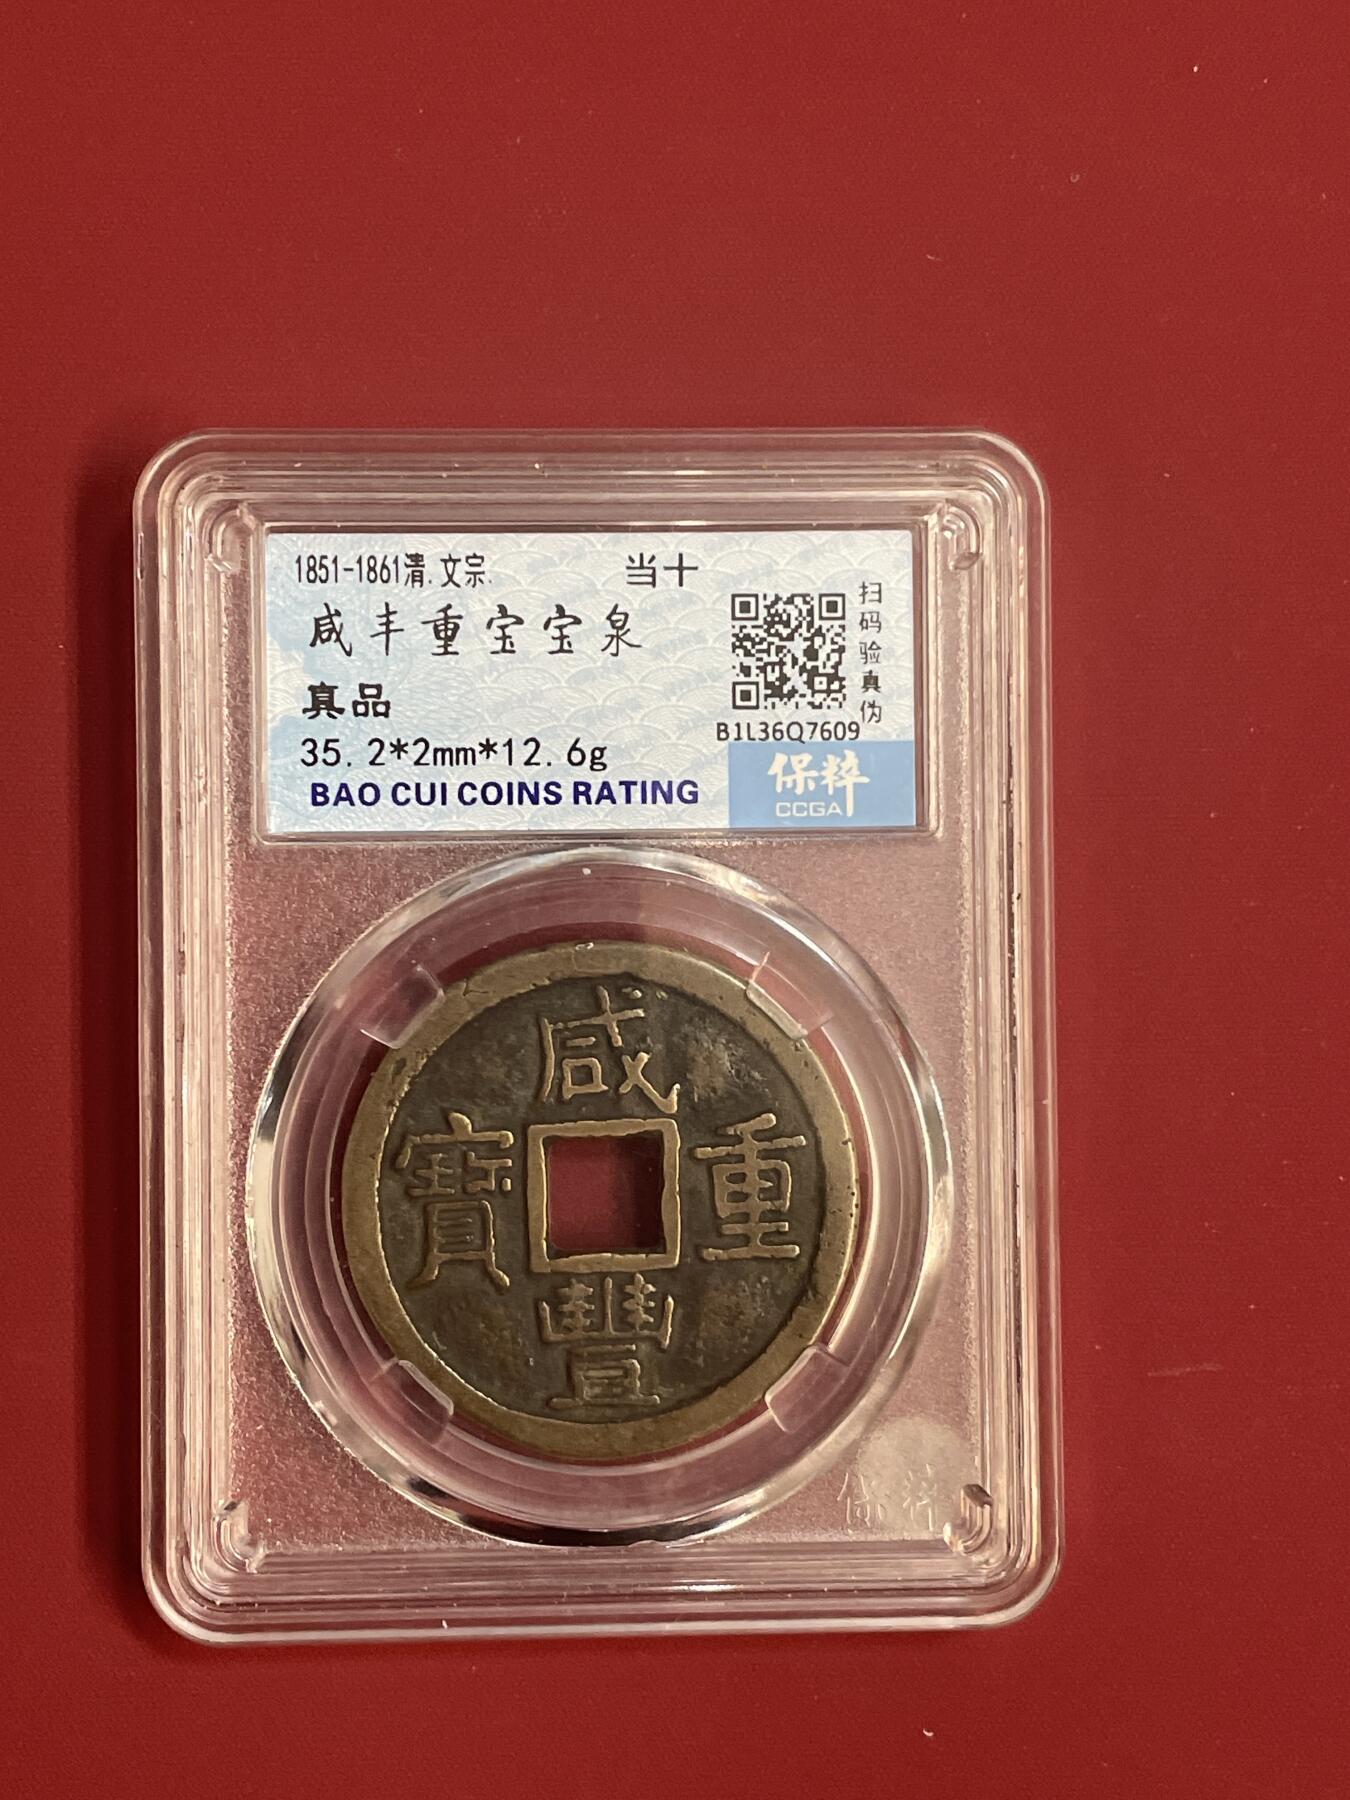 1851-1861清.文宗. 当十
咸丰重宝宝泉
真品
35.2*2mm*12.6g
BAO CUI COINS RATING
扫码验真伪
B1L36Q7609
保粹
CCGA
咸
寶 重
豐
保粹